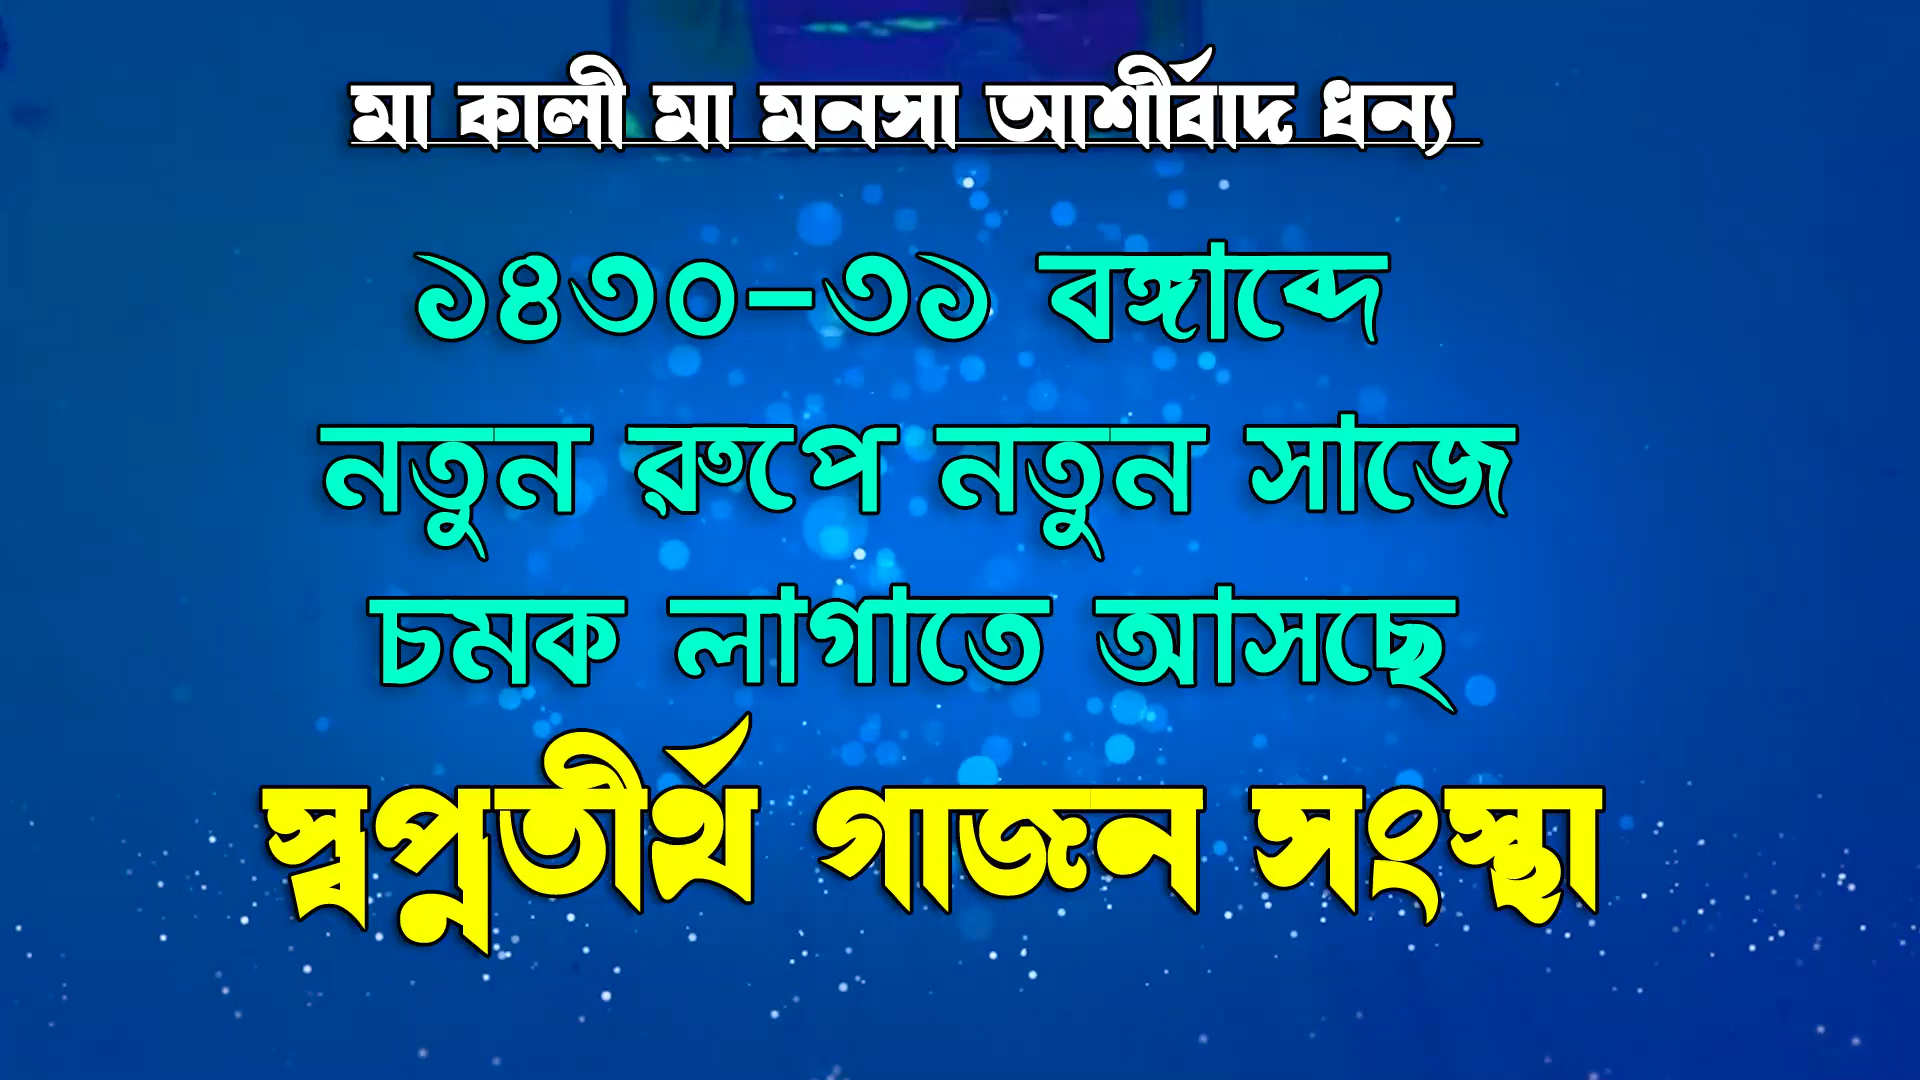 মা কালী মা মনসা আশীর্বাদ ধন্য
১৪৩০-৩১ বঙ্গাব্দে
নতুন রুপে নতুন সাজে
চমক লাগাতে আসছে
স্বপ্নতীর্থ গাজন সংস্থা